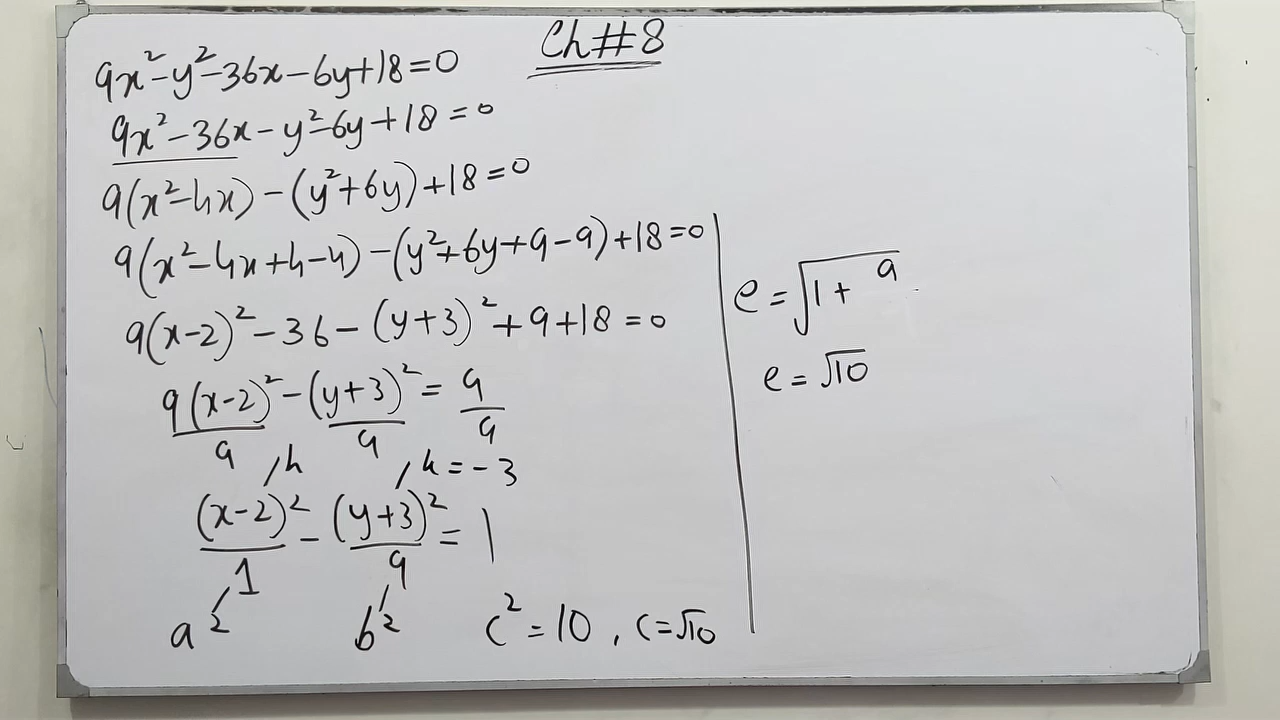 Ch#8
9x²-y²-36x-6y+18=0
9x²-36x-y²-6y+18=0
9(x²-4x)-(y²+6y)+18=0
9(x²-4x+4-4)-(y²+6y+9-9)+18=0
9(x-2)²-36-(y+3)²+9+18=0
9(x-2)²/9-(y+3)²/9=9/9
h , k=-3
(x-2)²/1-(y+3)²/9=1
a² b² c²=10, c=√10
e=√1+9
e=√10